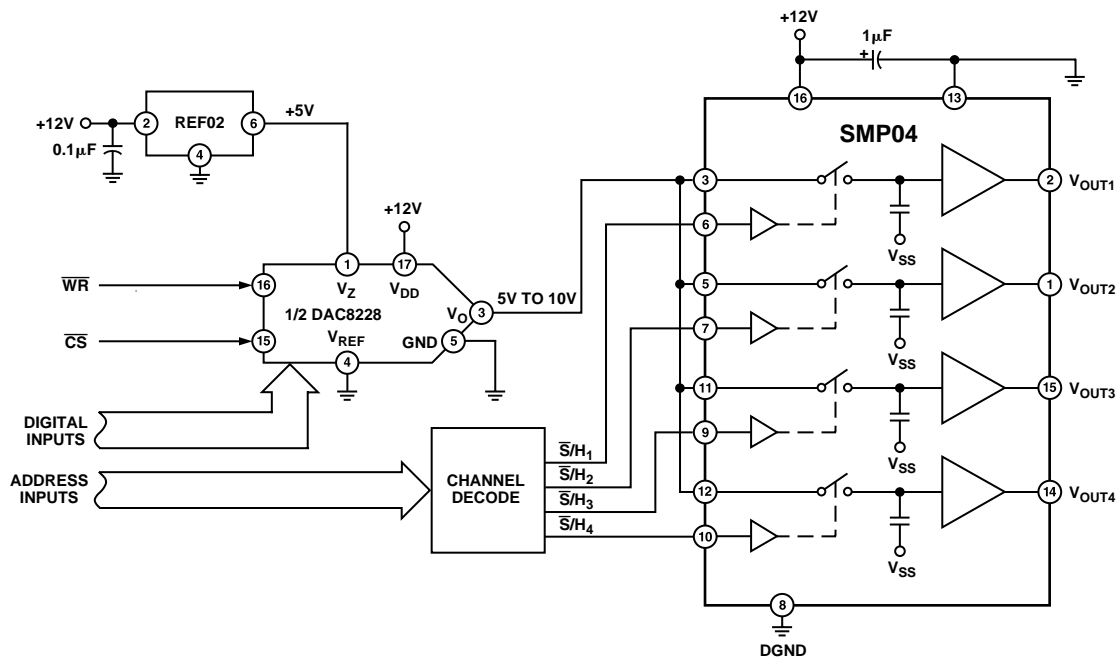 +12V
1µF
+
16
13
+12V
2
REF02
6
+5V
4
0.1µF
SMP04
3
2
VOUT1
6
VSS
+12V
1
17
VZ
VDD
WR
16
1/2 DAC8228
VO
3
5V TO 10V
CS
15
VREF
GND
5
4
5
1
VOUT2
7
VSS
11
15
VOUT3
9
VSS
12
14
VOUT4
10
VSS
DIGITAL
INPUTS
ADDRESS
INPUTS
CHANNEL
DECODE
S̅/H1
S̅/H2
S̅/H3
S̅/H4
8
DGND